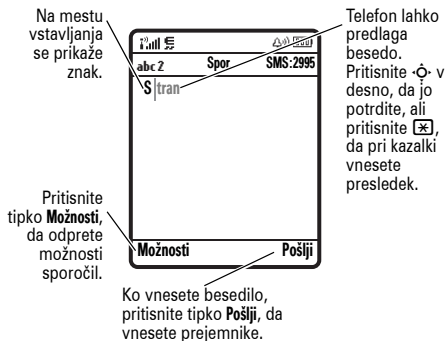 Na mestu
vstavljanja
se prikaže
znak.
Telefon lahko
predlaga
besedo.
Pritisnite v
desno, da jo
potrdite, ali
pritisnite *,
da pri kazalki
vnesete
presledek.
abc 2 Spor SMS:2995
S tran
Možnosti Pošlji
Pritisnite
tipko Možnosti,
da odprete
možnosti
sporočil.
Ko vnesete besedilo,
pritisnite tipko Pošlji, da
vnesete prejemnike.